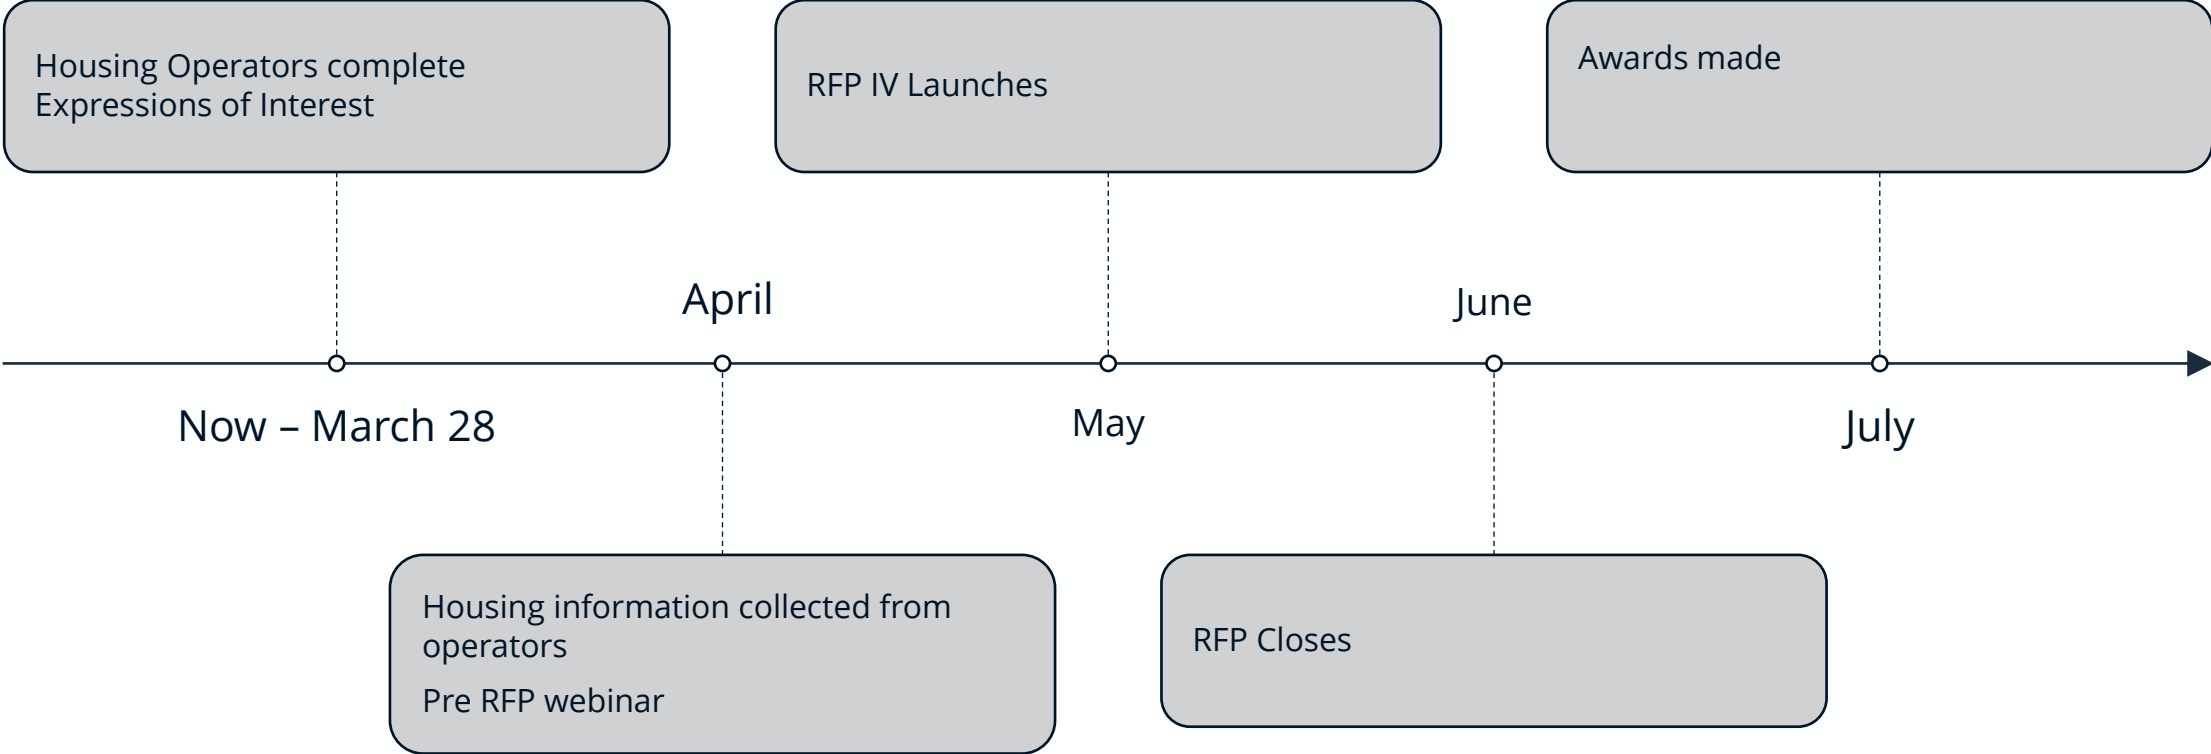 Housing Operators complete
Expressions of Interest
RFP IV Launches
Awards made
April
June
Now – March 28
May
July
Housing information collected from
operators
Pre RFP webinar
RFP Closes